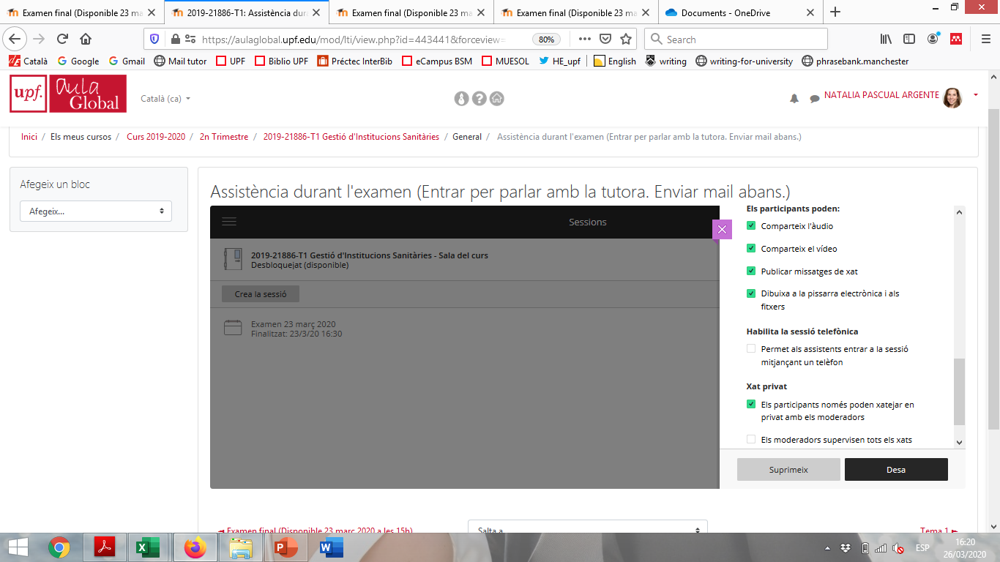 Examen final (Disponible 23 ma
2019-21886-T1: Assistència dura
Examen final (Disponible 23 ma
Examen final (Disponible 23 ma
Documents - OneDrive
https://aulaglobal.upf.edu/mod/lti/view.php?id=443441&forceview=
80%
Search
Català
Google
Gmail
Mail tutor
UPF
Biblio UPF
Préctec InterBib
eCampus BSM
MUESOL
HE_upf
English
writing
writing-for-university
phrasebank.manchester
upf. aula Global
Català (ca)
NATALIA PASCUAL ARGENTE
Inici / Els meus cursos / Curs 2019-2020 / 2n Trimestre / 2019-21886-T1 Gestió d'Institucions Sanitàries / General / Assistència durant l'examen (Entrar per parlar amb la tutora. Enviar mail abans.)
Afegeix un bloc
Afegeix...
Assistència durant l'examen (Entrar per parlar amb la tutora. Enviar mail abans.)
Sessions
2019-21886-T1 Gestió d'Institucions Sanitàries - Sala del curs
Desbloquejat (disponible)
Crea la sessió
Examen 23 març 2020
Finalitzat: 23/3/20 16:30
Els participants poden:
Comparteix l'àudio
Comparteix el vídeo
Publicar missatges de xat
Dibuixa a la pissarra electrònica i als
fitxers
Habilita la sessió telefònica
Permet als assistents entrar a la sessió
mitjançant un telèfon
Xat privat
Els participants només poden xatejar en
privat amb els moderadors
Els moderadors supervisen tots els xats
Suprimeix
Desa
◄ Examen final (Disponible 23 març 2020 a les 15h)
Salta a...
Tema 1 ►
ESP
16:20
26/03/2020